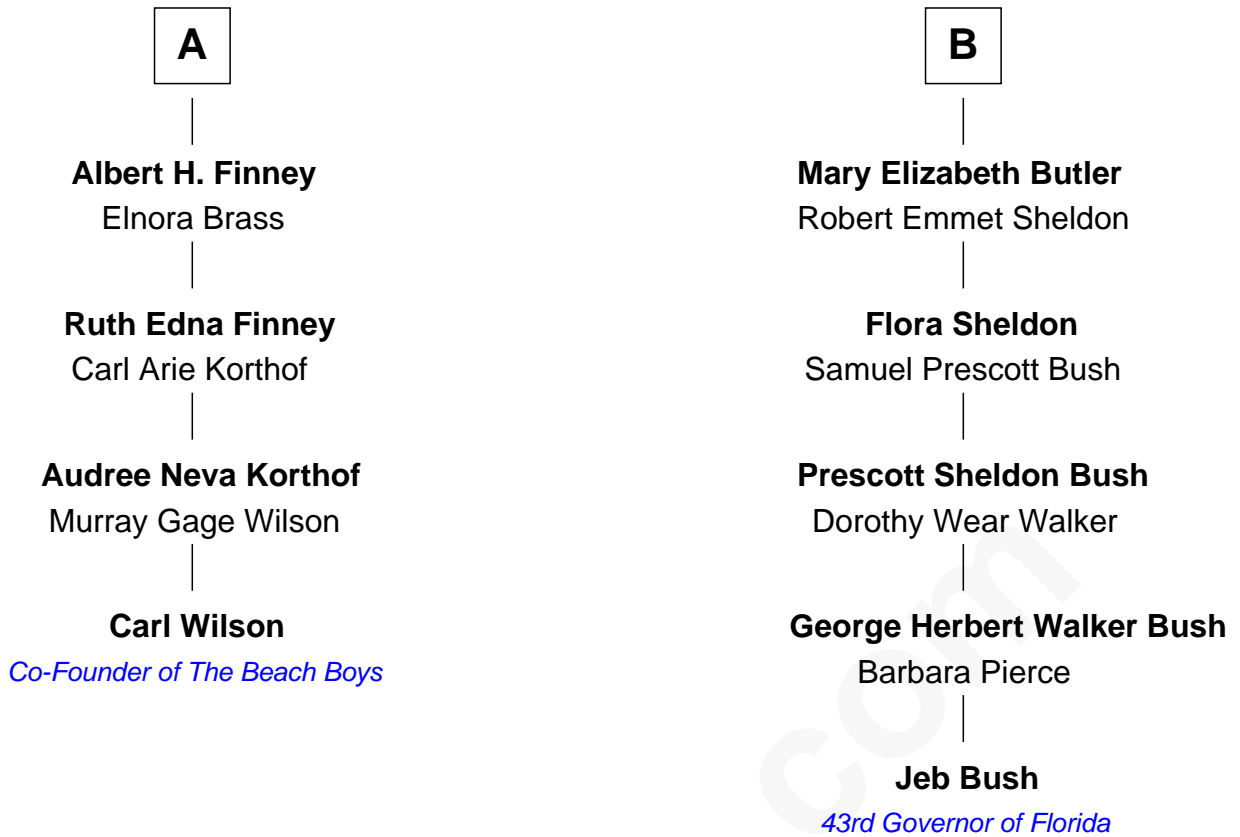 A
Albert H. Finney
Elnora Brass
Ruth Edna Finney
Carl Arie Korthof
Audree Neva Korthof
Murray Gage Wilson
Carl Wilson
Co-Founder of The Beach Boys
B
Mary Elizabeth Butler
Robert Emmet Sheldon
Flora Sheldon
Samuel Prescott Bush
Prescott Sheldon Bush
Dorothy Wear Walker
George Herbert Walker Bush
Barbara Pierce
Jeb Bush
43rd Governor of Florida
com